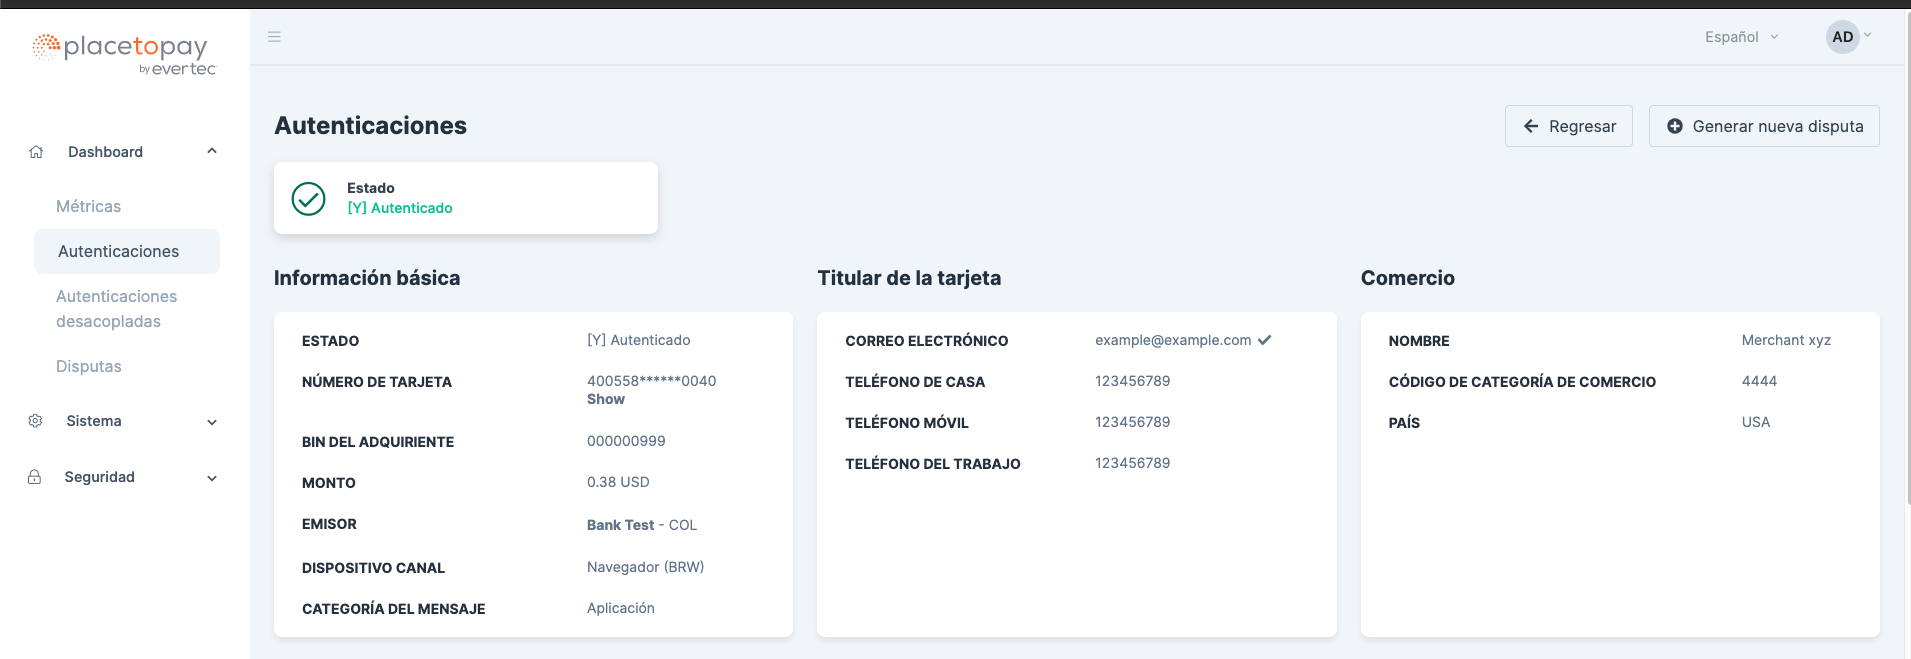 placetopay
by evertec
Español
AD
Dashboard
Métricas
Autenticaciones
Autenticaciones
desacopladas
Disputas
Sistema
Seguridad
Autenticaciones
Regresar
Generar nueva disputa
Estado
[Y] Autenticado
Información básica
ESTADO [Y] Autenticado
NÚMERO DE TARJETA 400558******0040
Show
BIN DEL ADQUIRIENTE 000000999
MONTO 0.38 USD
EMISOR Bank Test - COL
DISPOSITIVO CANAL Navegador (BRW)
CATEGORÍA DEL MENSAJE Aplicación
Titular de la tarjeta
CORREO ELECTRÓNICO example@example.com
TELÉFONO DE CASA 123456789
TELÉFONO MÓVIL 123456789
TELÉFONO DEL TRABAJO 123456789
Comercio
NOMBRE Merchant xyz
CÓDIGO DE CATEGORÍA DE COMERCIO 4444
PAÍS USA